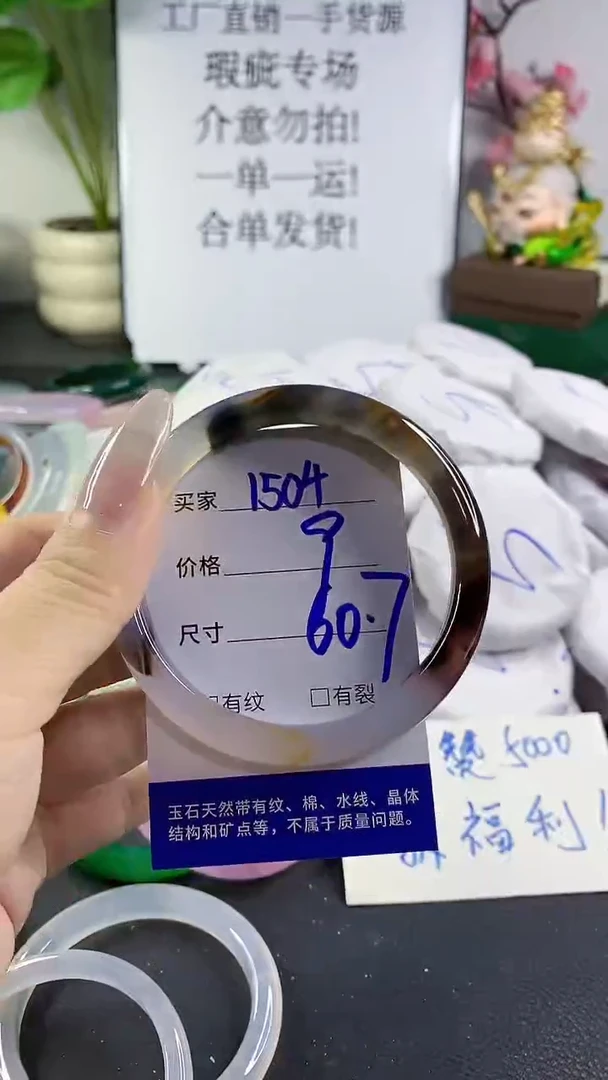 工厂直销一手货源
瑕疵专场
介意勿拍!
一单一运!
合单发货!
买家 1504
价格
尺寸 60.7
□有纹 □有裂
玉石天然带有纹、棉、水线、晶体
结构和矿点等，不属于质量问题。
赞 5000
福利